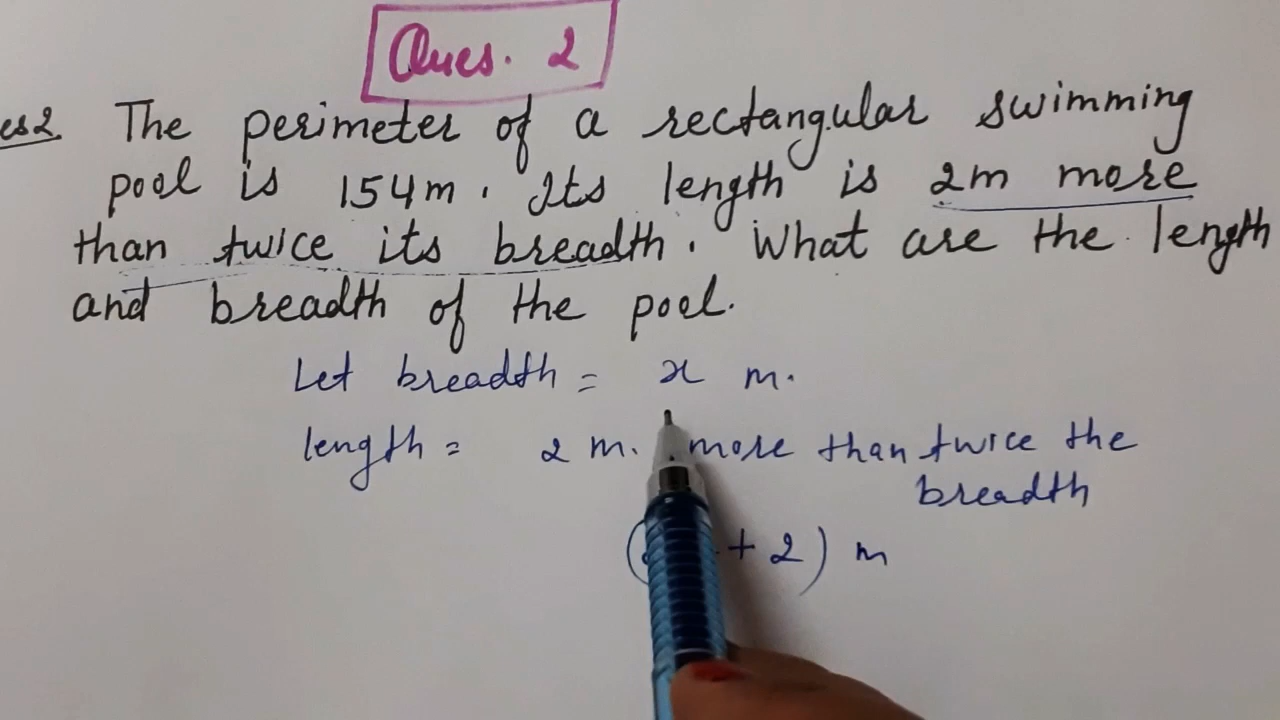 Ques. 2
The perimeter of a rectangular swimming
pool is 154m. Its length is 2m more
than twice its breadth. What are the length
and breadth of the pool.
Let breadth = x m.
length = 2 m. more than twice the
breadth
+ 2) m